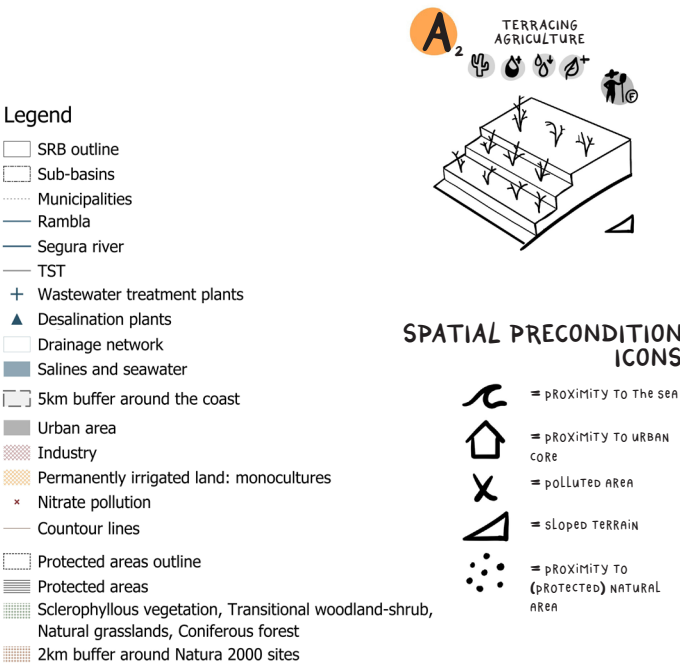 A
2
TERRACING
AGRICULTURE
F
Legend
SRB outline
Sub-basins
Municipalities
Rambla
Segura river
TST
Wastewater treatment plants
Desalination plants
Drainage network
Salines and seawater
5km buffer around the coast
Urban area
Industry
Permanently irrigated land: monocultures
Nitrate pollution
Countour lines
Protected areas outline
Protected areas
Sclerophyllous vegetation, Transitional woodland-shrub,
Natural grasslands, Coniferous forest
2km buffer around Natura 2000 sites
SPATIAL PRECONDITION
ICONS
= PROXIMITY TO THE SEA
= PROXIMITY TO URBAN
CORE
= POLLUTED AREA
= SLOPED TERRAIN
= PROXIMITY TO
(PROTECTED) NATURAL
AREA